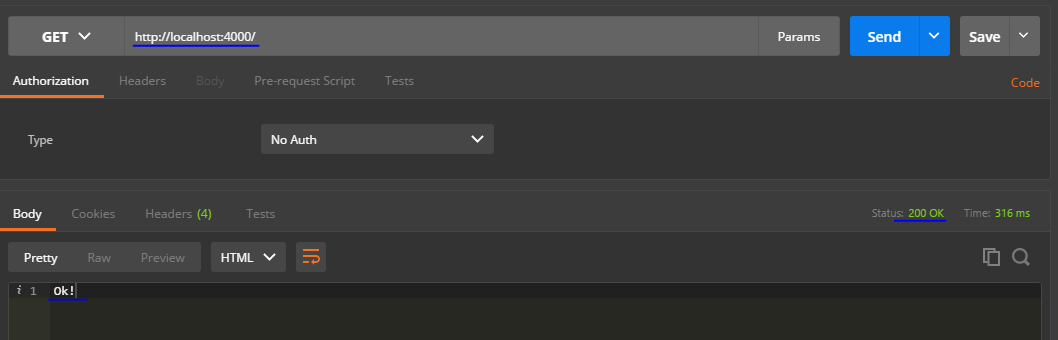 GET http://localhost:4000/ Params Send Save
Authorization Headers Body Pre-request Script Tests Code
Type No Auth
Body Cookies Headers (4) Tests Status: 200 OK Time: 316 ms
Pretty Raw Preview HTML
i 1 Ok!